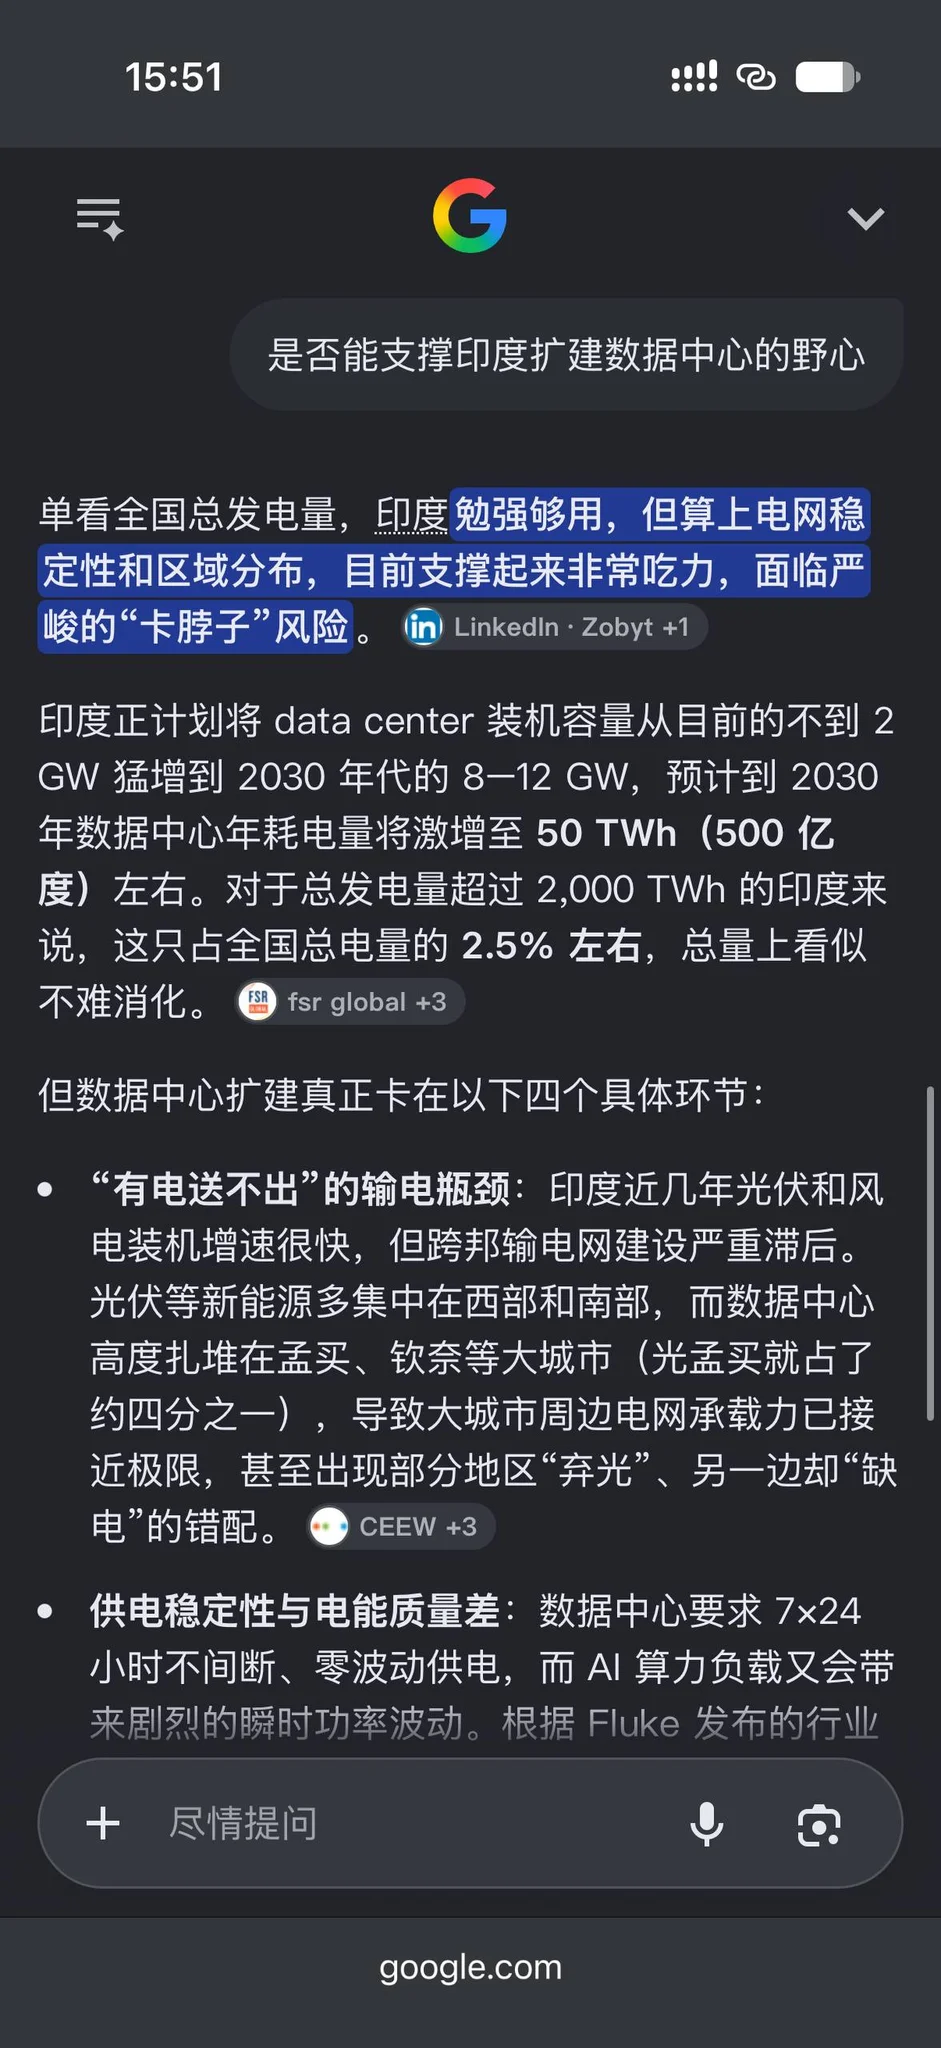 15:51
是否能支撑印度扩建数据中心的野心
单看全国总发电量，印度勉强够用，但算上电网稳
定性和区域分布，目前支撑起来非常吃力，面临严
峻的“卡脖子”风险。 LinkedIn · Zobyt +1
印度正计划将 data center 装机容量从目前的不到 2
GW 猛增到 2030 年代的 8–12 GW，预计到 2030
年数据中心年耗电量将激增至 50 TWh（500 亿
度）左右。对于总发电量超过 2,000 TWh 的印度来
说，这只占全国总电量的 2.5% 左右，总量上看似
不难消化。 FSR fsr global +3
但数据中心扩建真正卡在以下四个具体环节：
• “有电送不出”的输电瓶颈：印度近几年光伏和风
电装机增速很快，但跨邦输电网建设严重滞后。
光伏等新能源多集中在西部和南部，而数据中心
高度扎堆在孟买、钦奈等大城市（光孟买就占了
约四分之一），导致大城市周边电网承载力已接
近极限，甚至出现部分地区“弃光”、另一边却“缺
电”的错配。 CEEW +3
• 供电稳定性与电能质量差：数据中心要求 7×24
小时不间断、零波动供电，而 AI 算力负载又会带
来剧烈的瞬时功率波动。根据 Fluke 发布的行业
尽情提问
google.com